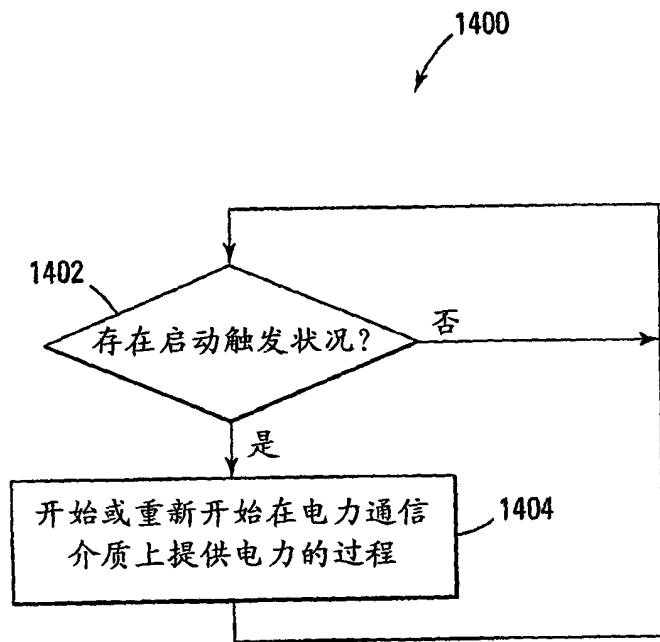 1400
1402
存在启动触发状况?
否
是
开始或重新开始在电力通信
介质上提供电力的过程
1404